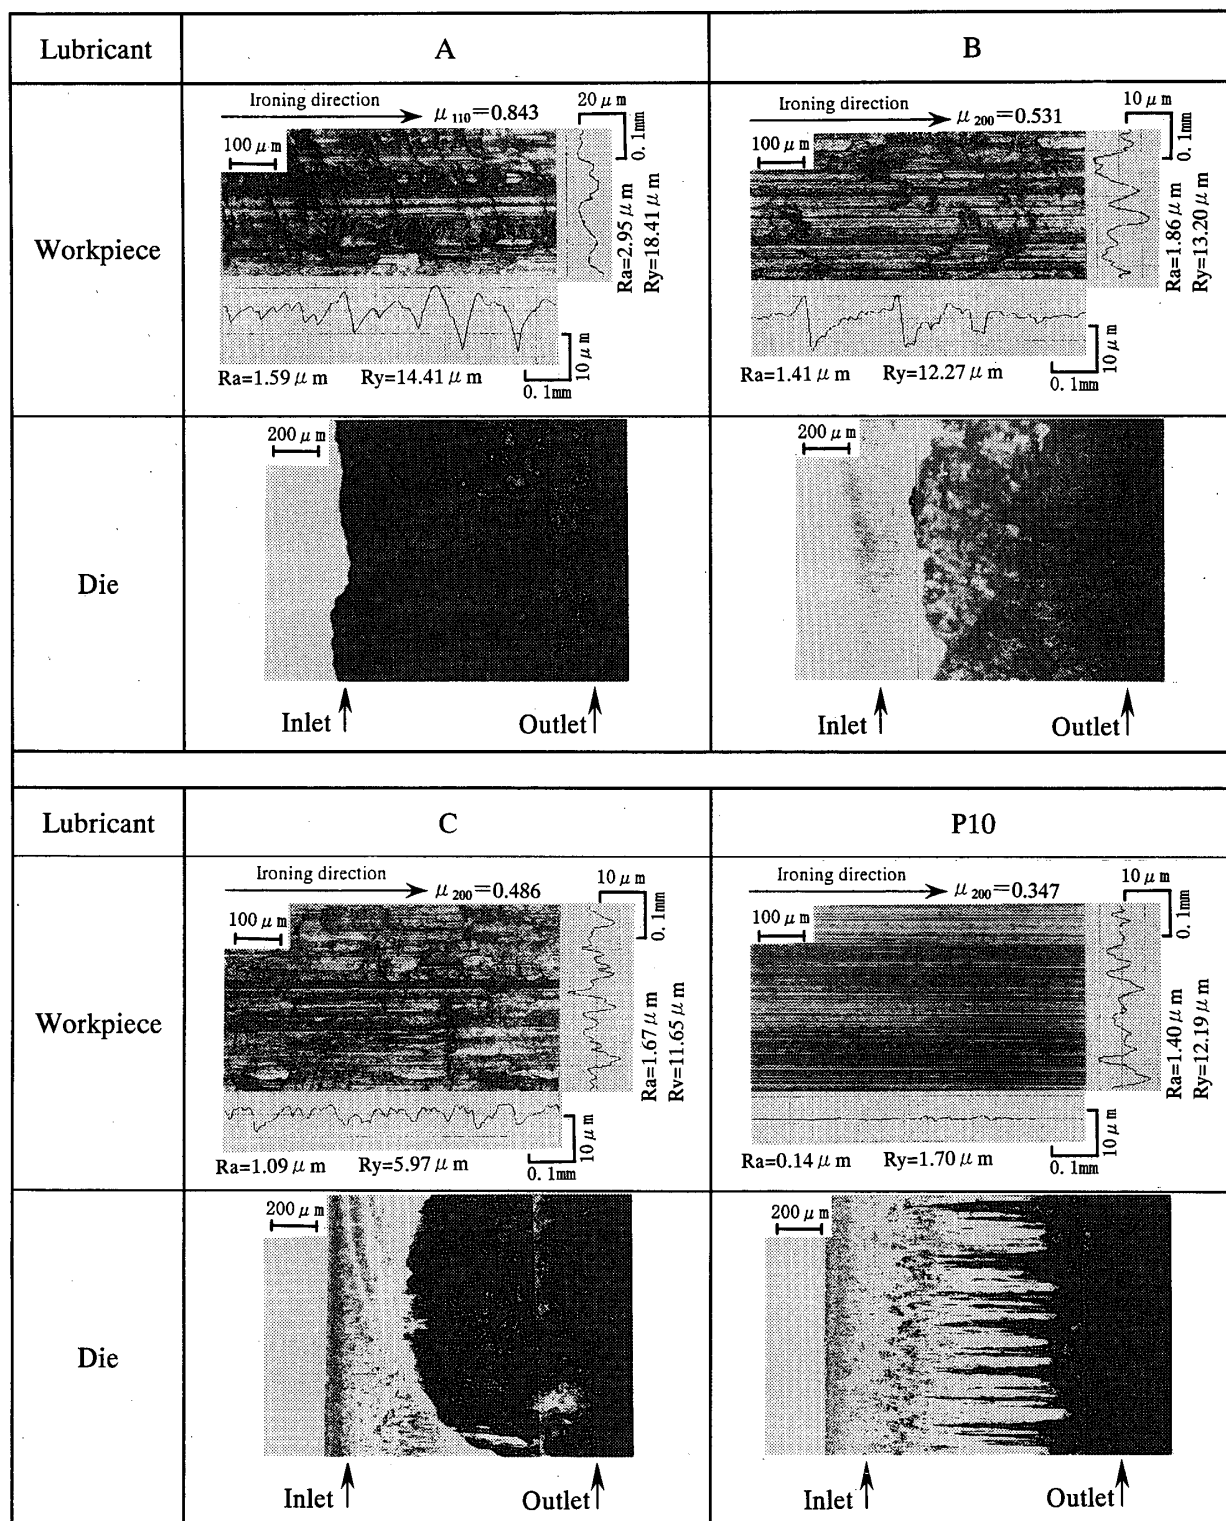 Lubricant A B
Workpiece
Ironing direction
μ110=0.843
20 μm
0.1mm
100 μm
Ra=2.95 μm
Ry=18.41 μm
Ra=1.59 μm Ry=14.41 μm
10 μm
0.1mm
Ironing direction
μ200=0.531
10 μm
0.1mm
100 μm
Ra=1.86 μm
Ry=13.20 μm
Ra=1.41 μm Ry=12.27 μm
10 μm
0.1mm
Die
200 μm
Inlet Outlet
200 μm
Inlet Outlet
Lubricant C P10
Workpiece
Ironing direction
μ200=0.486
10 μm
0.1mm
100 μm
Ra=1.67 μm
Rv=11.65 μm
Ra=1.09 μm Ry=5.97 μm
10 μm
0.1mm
Ironing direction
μ200=0.347
10 μm
0.1mm
100 μm
Ra=1.40 μm
Ry=12.19 μm
Ra=0.14 μm Ry=1.70 μm
10 μm
0.1mm
Die
200 μm
Inlet Outlet
200 μm
Inlet Outlet